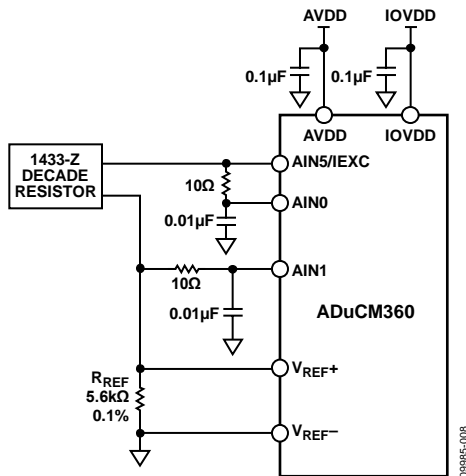 AVDD
IOVDD
0.1µF
0.1µF
AVDD
IOVDD
1433-Z
DECADE
RESISTOR
AIN5/IEXC
10Ω
AIN0
0.01µF
AIN1
10Ω
ADuCM360
0.01µF
VREF+
RREF
5.6kΩ
0.1%
VREF−
09985-008